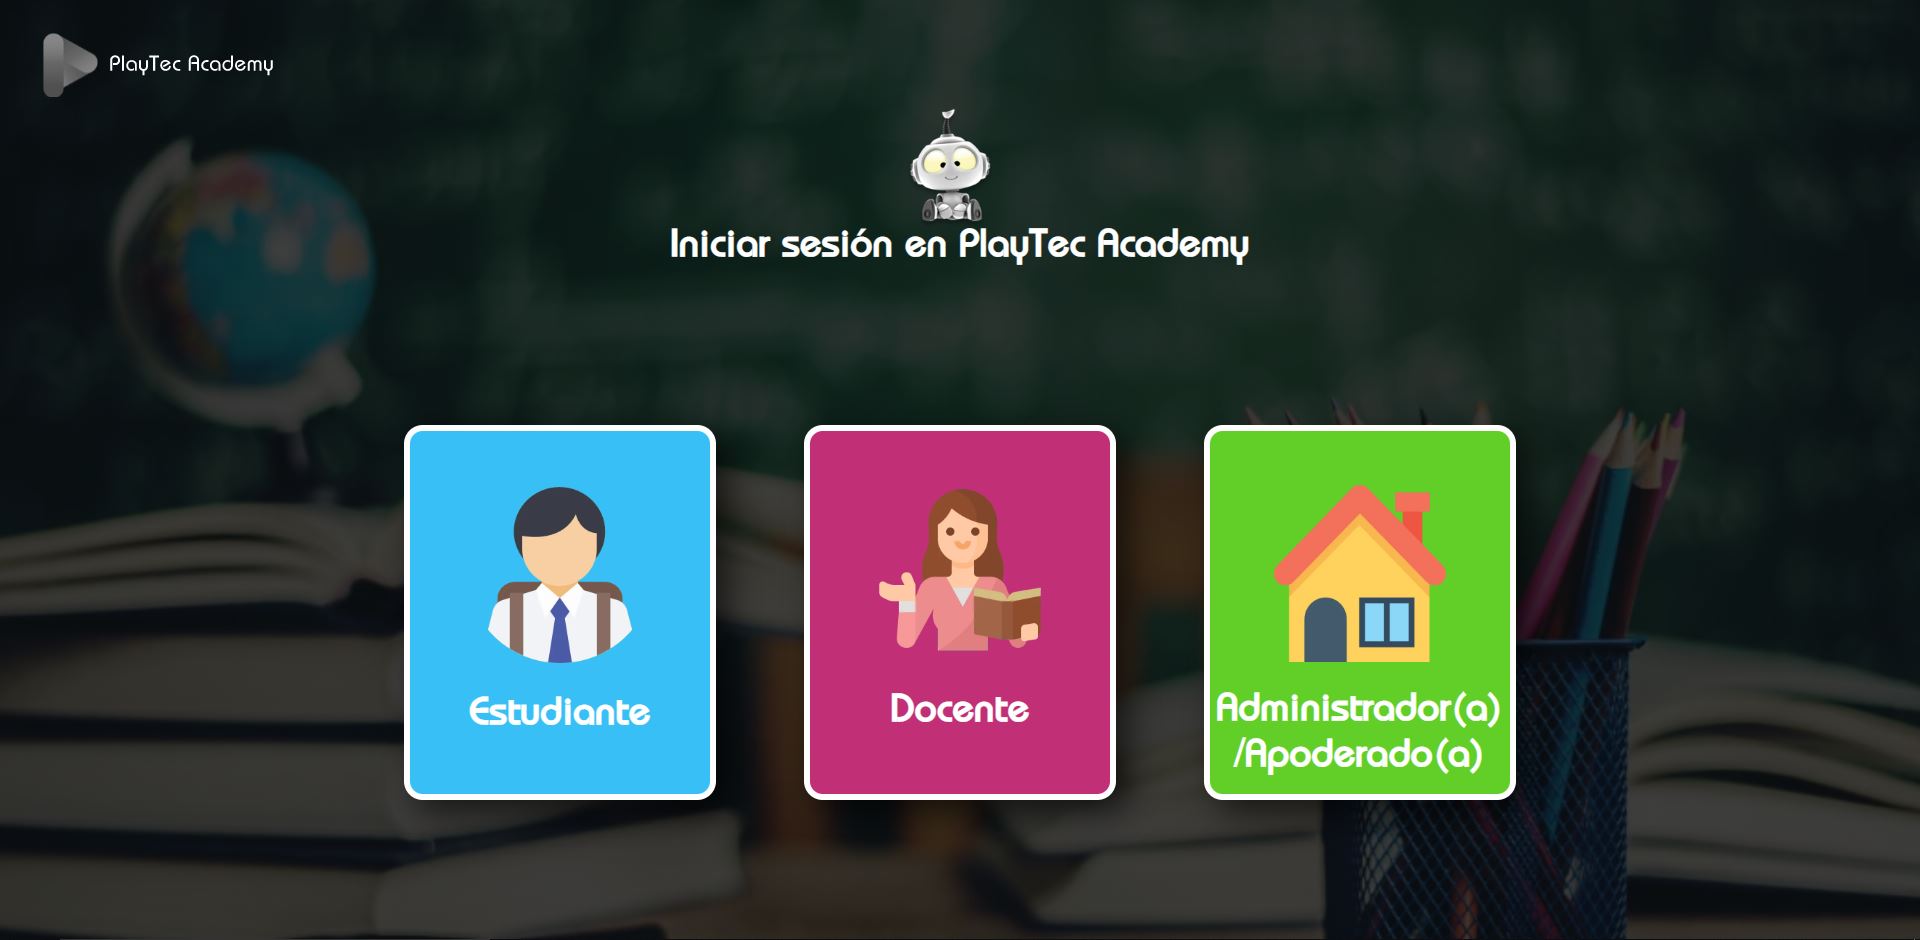 PlayTec Academy
Iniciar sesión en PlayTec Academy
Estudiante
Docente
Administrador(a)
/Apoderado(a)